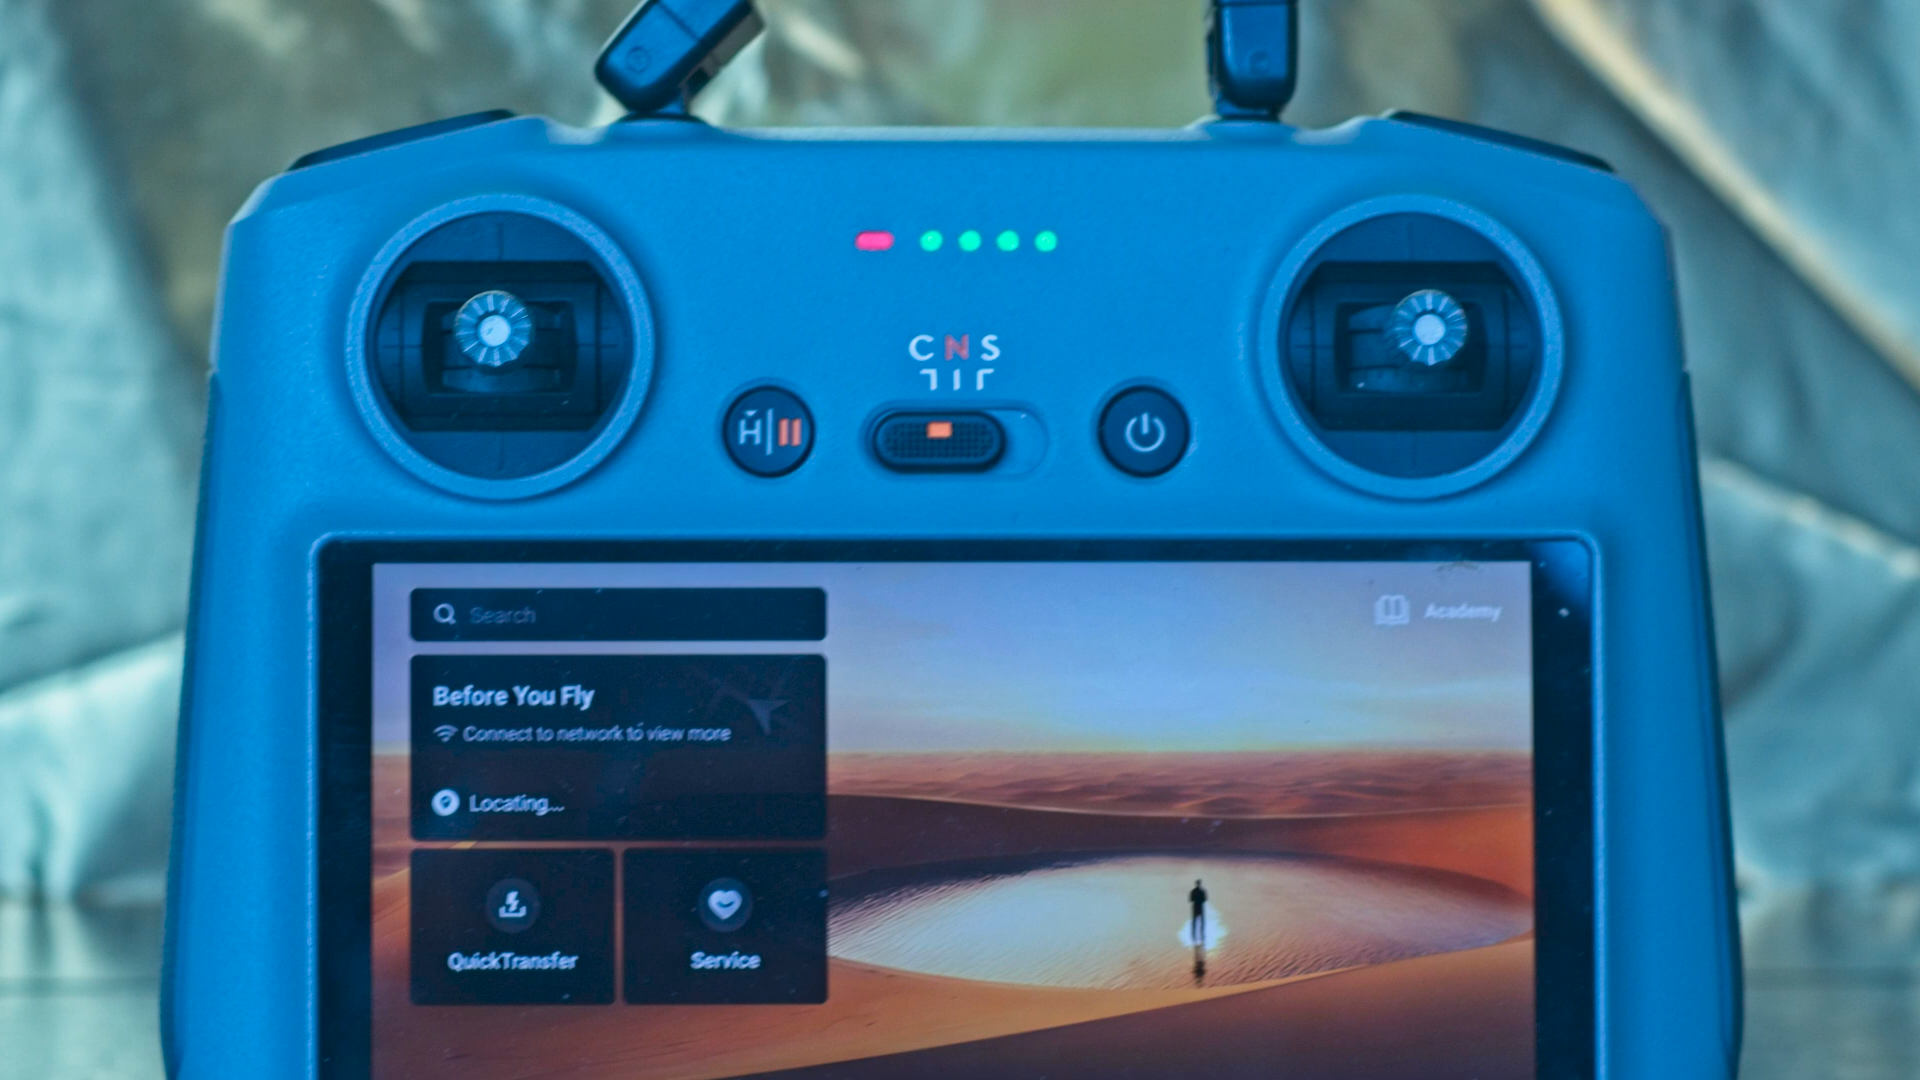 C N S
H
Search
Academy
Before You Fly
Connect to network to view more
Locating...
QuickTransfer
Service